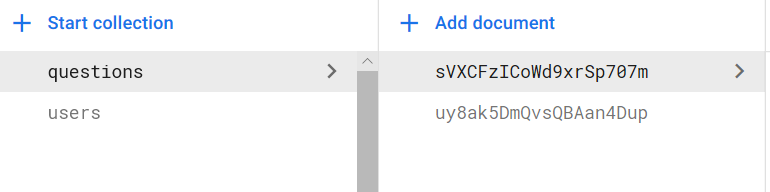 Start collection
Add document
questions
sVXCFzICoWd9xrSp707m
users
uy8ak5DmQvsQBAan4Dup